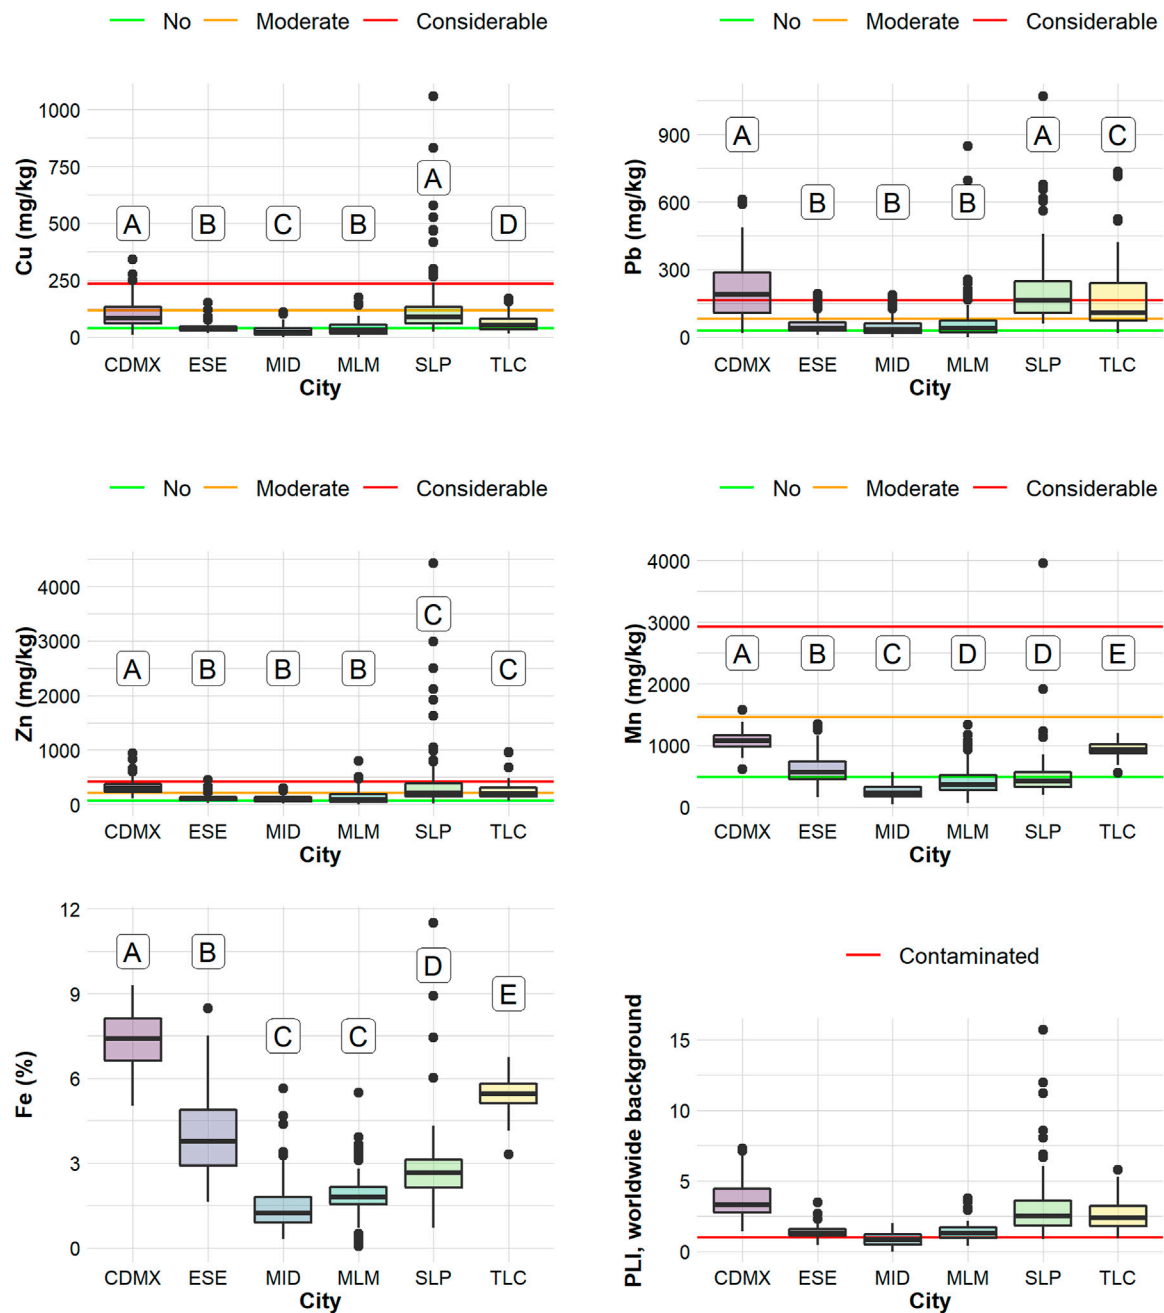 No Moderate Considerable
Cu (mg/kg)
1000
750
500
250
0
A B C B A D
CDMX ESE MID MLM SLP TLC
City
No Moderate Considerable
Pb (mg/kg)
900
600
300
0
A B B B A C
CDMX ESE MID MLM SLP TLC
City
No Moderate Considerable
Zn (mg/kg)
4000
3000
2000
1000
0
A B B B C C
CDMX ESE MID MLM SLP TLC
City
No Moderate Considerable
Mn (mg/kg)
4000
3000
2000
1000
0
A B C D D E
CDMX ESE MID MLM SLP TLC
City
Fe (%)
12
9
6
3
0
A B C C D E
CDMX ESE MID MLM SLP TLC
City
Contaminated
PLI, worldwide background
15
10
5
0
CDMX ESE MID MLM SLP TLC
City